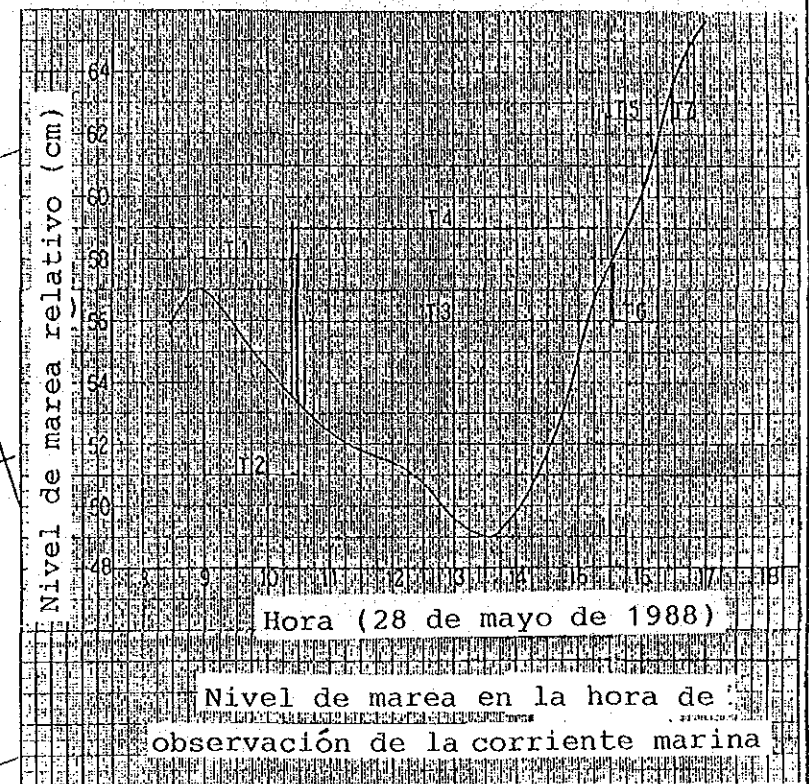 Nivel de marea relativo (cm)
64
62
60
58
56
54
52
50
48
T1
T2
T3
T4
T5
T6
T7
8 9 10 11 12 13 14 15 16 17 18
Hora (28 de mayo de 1988)
Nivel de marea en la hora de
observación de la corriente marina